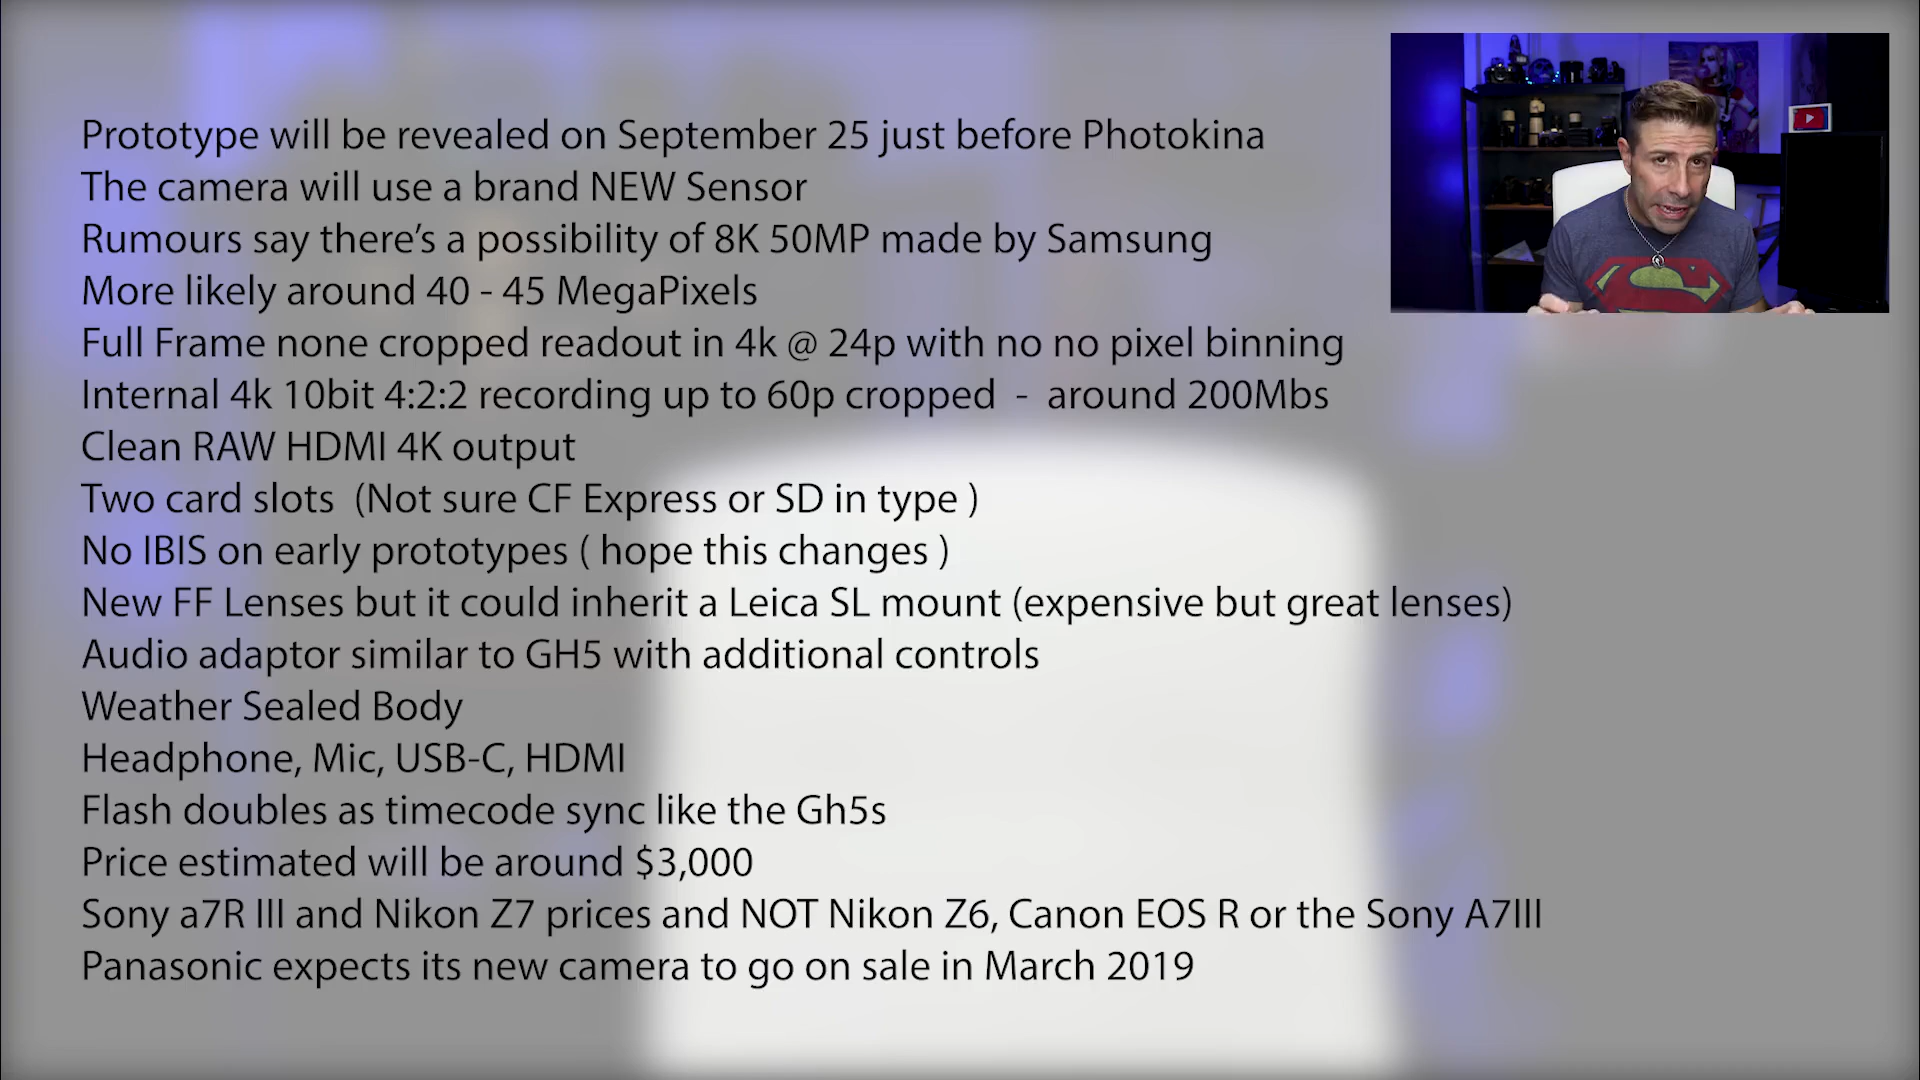 Prototype will be revealed on September 25 just before Photokina
The camera will use a brand NEW Sensor
Rumours say there's a possibility of 8K 50MP made by Samsung
More likely around 40 - 45 MegaPixels
Full Frame none cropped readout in 4k @ 24p with no no pixel binning
Internal 4k 10bit 4:2:2 recording up to 60p cropped  -  around 200Mbs
Clean RAW HDMI 4K output
Two card slots  (Not sure CF Express or SD in type )
No IBIS on early prototypes ( hope this changes )
New FF Lenses but it could inherit a Leica SL mount (expensive but great lenses)
Audio adaptor similar to GH5 with additional controls
Weather Sealed Body
Headphone, Mic, USB-C, HDMI
Flash doubles as timecode sync like the Gh5s
Price estimated will be around $3,000
Sony a7R III and Nikon Z7 prices and NOT Nikon Z6, Canon EOS R or the Sony A7III
Panasonic expects its new camera to go on sale in March 2019